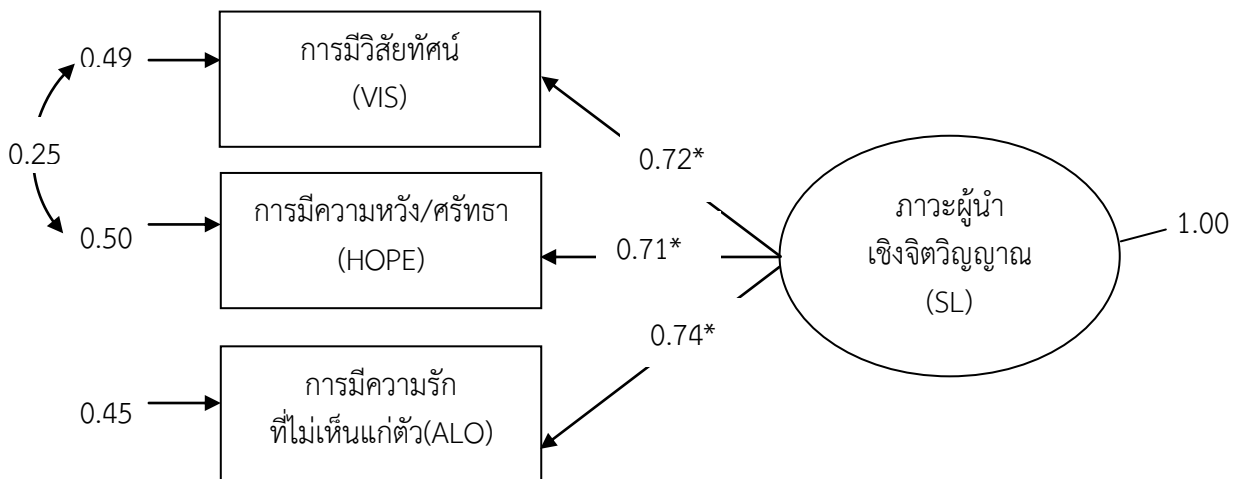 0.49
การมีวิสัยทัศน์
(VIS)
0.25
0.72*
0.50
การมีความหวัง/ศรัทธา
(HOPE)
0.71*
ภาวะผู้นำ
เชิงจิตวิญญาณ
(SL)
1.00
0.74*
0.45
การมีความรัก
ที่ไม่เห็นแก่ตัว(ALO)